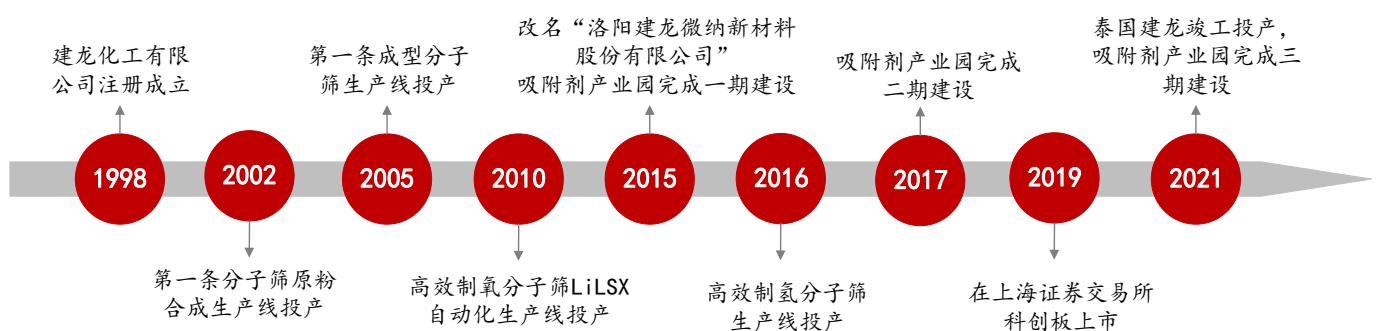 建龙化工有限
公司注册成立
第一条成型分子
筛生产线投产
改名“洛阳建龙微纳新材料
股份有限公司”
吸附剂产业园完成一期建设
吸附剂产业园完成
二期建设
泰国建龙竣工投产，
吸附剂产业园完成三
期建设
1998
2002
2005
2010
2015
2016
2017
2019
2021
第一条分子筛原粉
合成生产线投产
高效制氧分子筛LiLSX
自动化生产线投产
高效制氢分子筛
生产线投产
在上海证券交易所
科创板上市